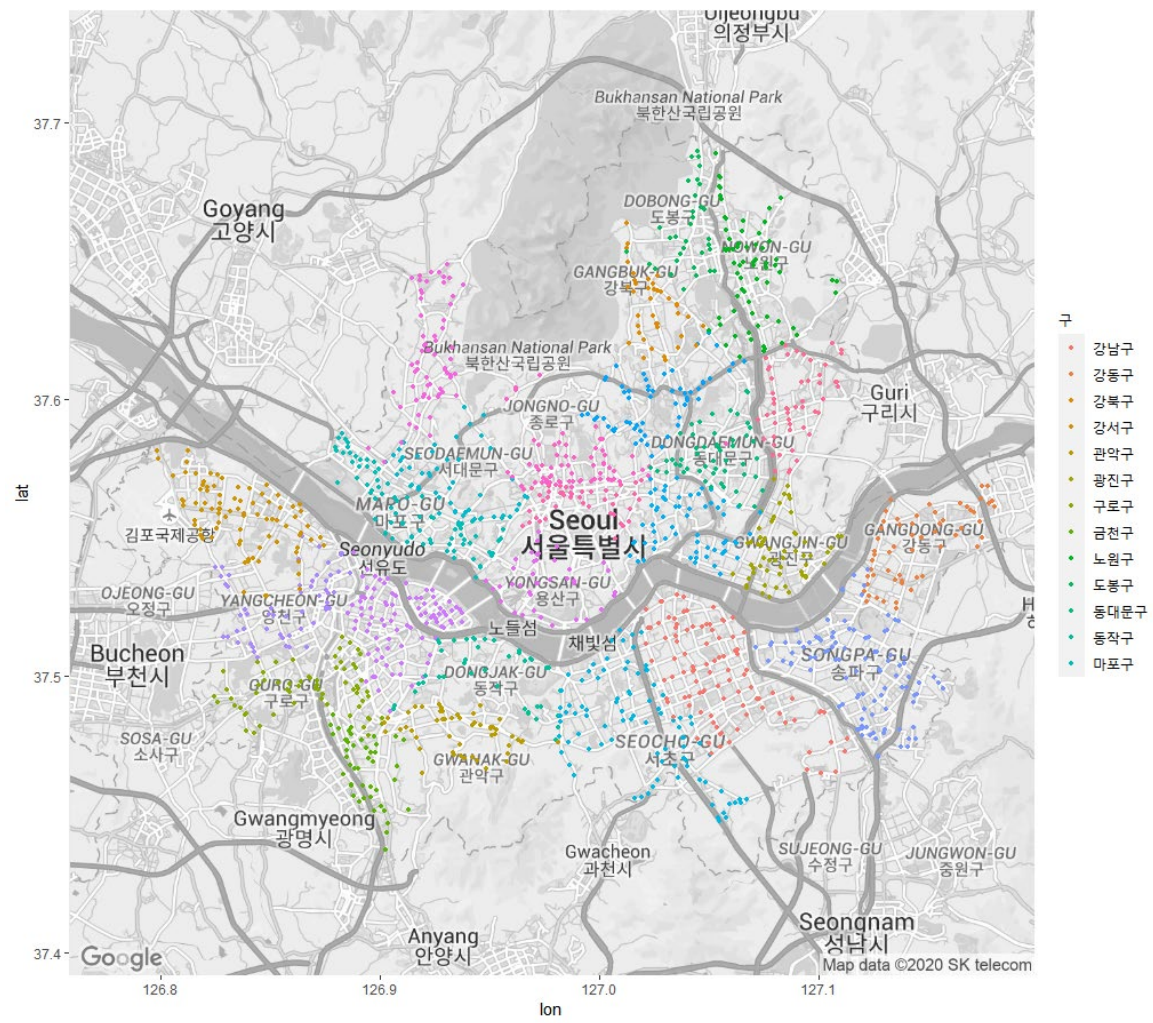 Uijeongbu
의정부시
Bukhansan National Park
북한산국립공원
37.7
DOBONG-GU
도봉구
Goyang
고양시
NOWON-GU
노원구
GANGBUK-GU
강북구
Bukhansan National Park
북한산국립공원
Guri
구리시
37.6
JONGNO-GU
종로구
SEODAEMUN-GU
서대문구
DONGDAEMUN-GU
동대문구
MAPO-GU
마포구
Seoul
서울특별시
김포국제공항
GANGDONG-GU
강동구
GWANGJIN-GU
광진구
Seonyudo
선유도
YONGSAN-GU
용산구
OJEONG-GU
오정구
YANGCHEON-GU
양천구
노들섬
채빛섬
Bucheon
부천시
SONGPA-GU
송파구
37.5
DONGJAK-GU
동작구
GURO-GU
구로구
SOSA-GU
소사구
SEOCHO-GU
서초구
GWANAK-GU
관악구
Gwangmyeong
광명시
Gwacheon
과천시
SUJEONG-GU
수정구
JUNGWON-GU
중원구
Seongnam
성남시
Anyang
안양시
37.4
Google
Map data ©2020 SK telecom
126.8
126.9
127.0
127.1
lon
lat
구
강남구
강동구
강북구
강서구
관악구
광진구
구로구
금천구
노원구
도봉구
동대문구
동작구
마포구